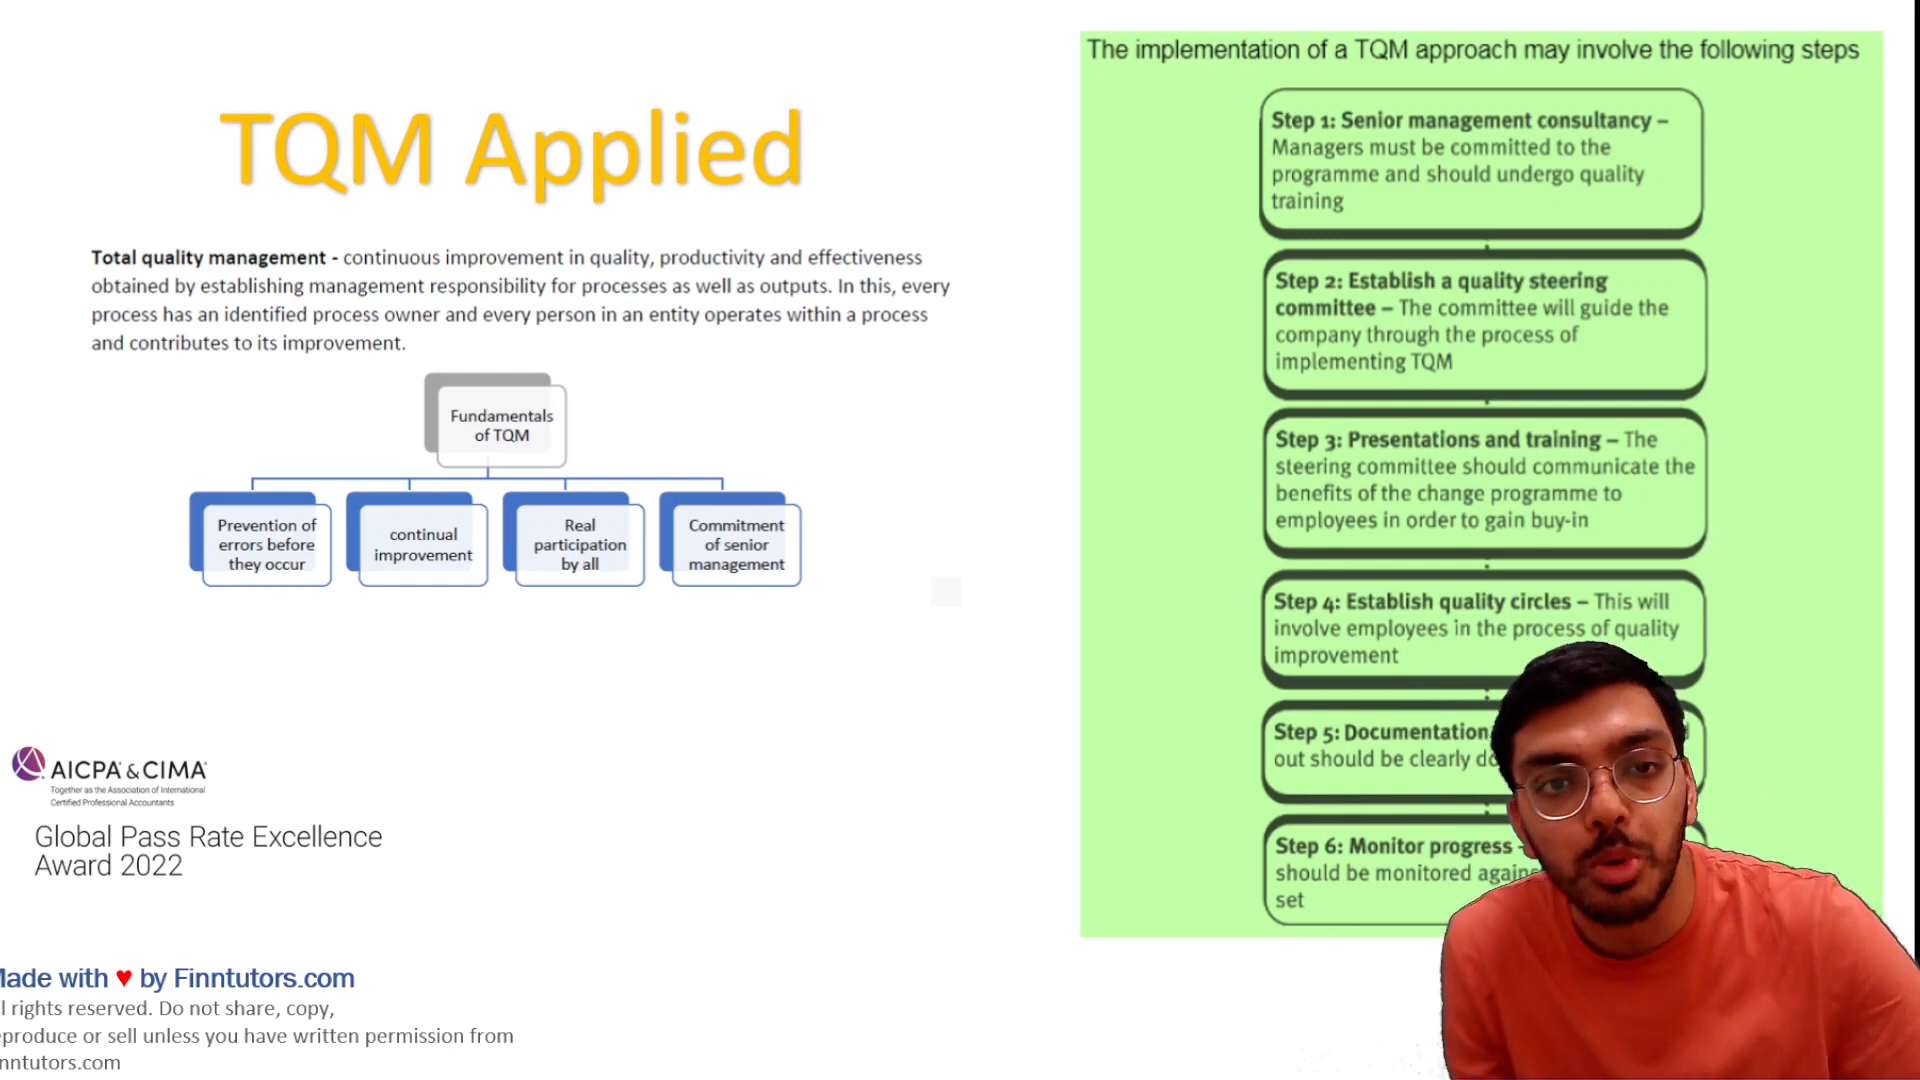 TQM Applied
Total quality management - continuous improvement in quality, productivity and effectiveness
obtained by establishing management responsibility for processes as well as outputs. In this, every
process has an identified process owner and every person in an entity operates within a process
and contributes to its improvement.
Fundamentals
of TQM
Prevention of
errors before
they occur
continual
improvement
Real
participation
by all
Commitment
of senior
management
AICPA & CIMA
Together as the Association of International
Certified Professional Accountants
Global Pass Rate Excellence
Award 2022
with ♥ by Finntutors.com
rights reserved. Do not share, copy,
or sell unless you have written permission from
The implementation of a TQM approach may involve the following steps
Step 1: Senior management consultancy –
Managers must be committed to the
programme and should undergo quality
training
Step 2: Establish a quality steering
committee – The committee will guide the
company through the process of
implementing TQM
Step 3: Presentations and training – The
steering committee should communicate the
benefits of the change programme to
employees in order to gain buy-in
Step 4: Establish quality circles – This will
involve employees in the process of quality
improvement
Step 5: Documentation
out should be clearly
Step 6: Monitor progress -
should be monitored
set